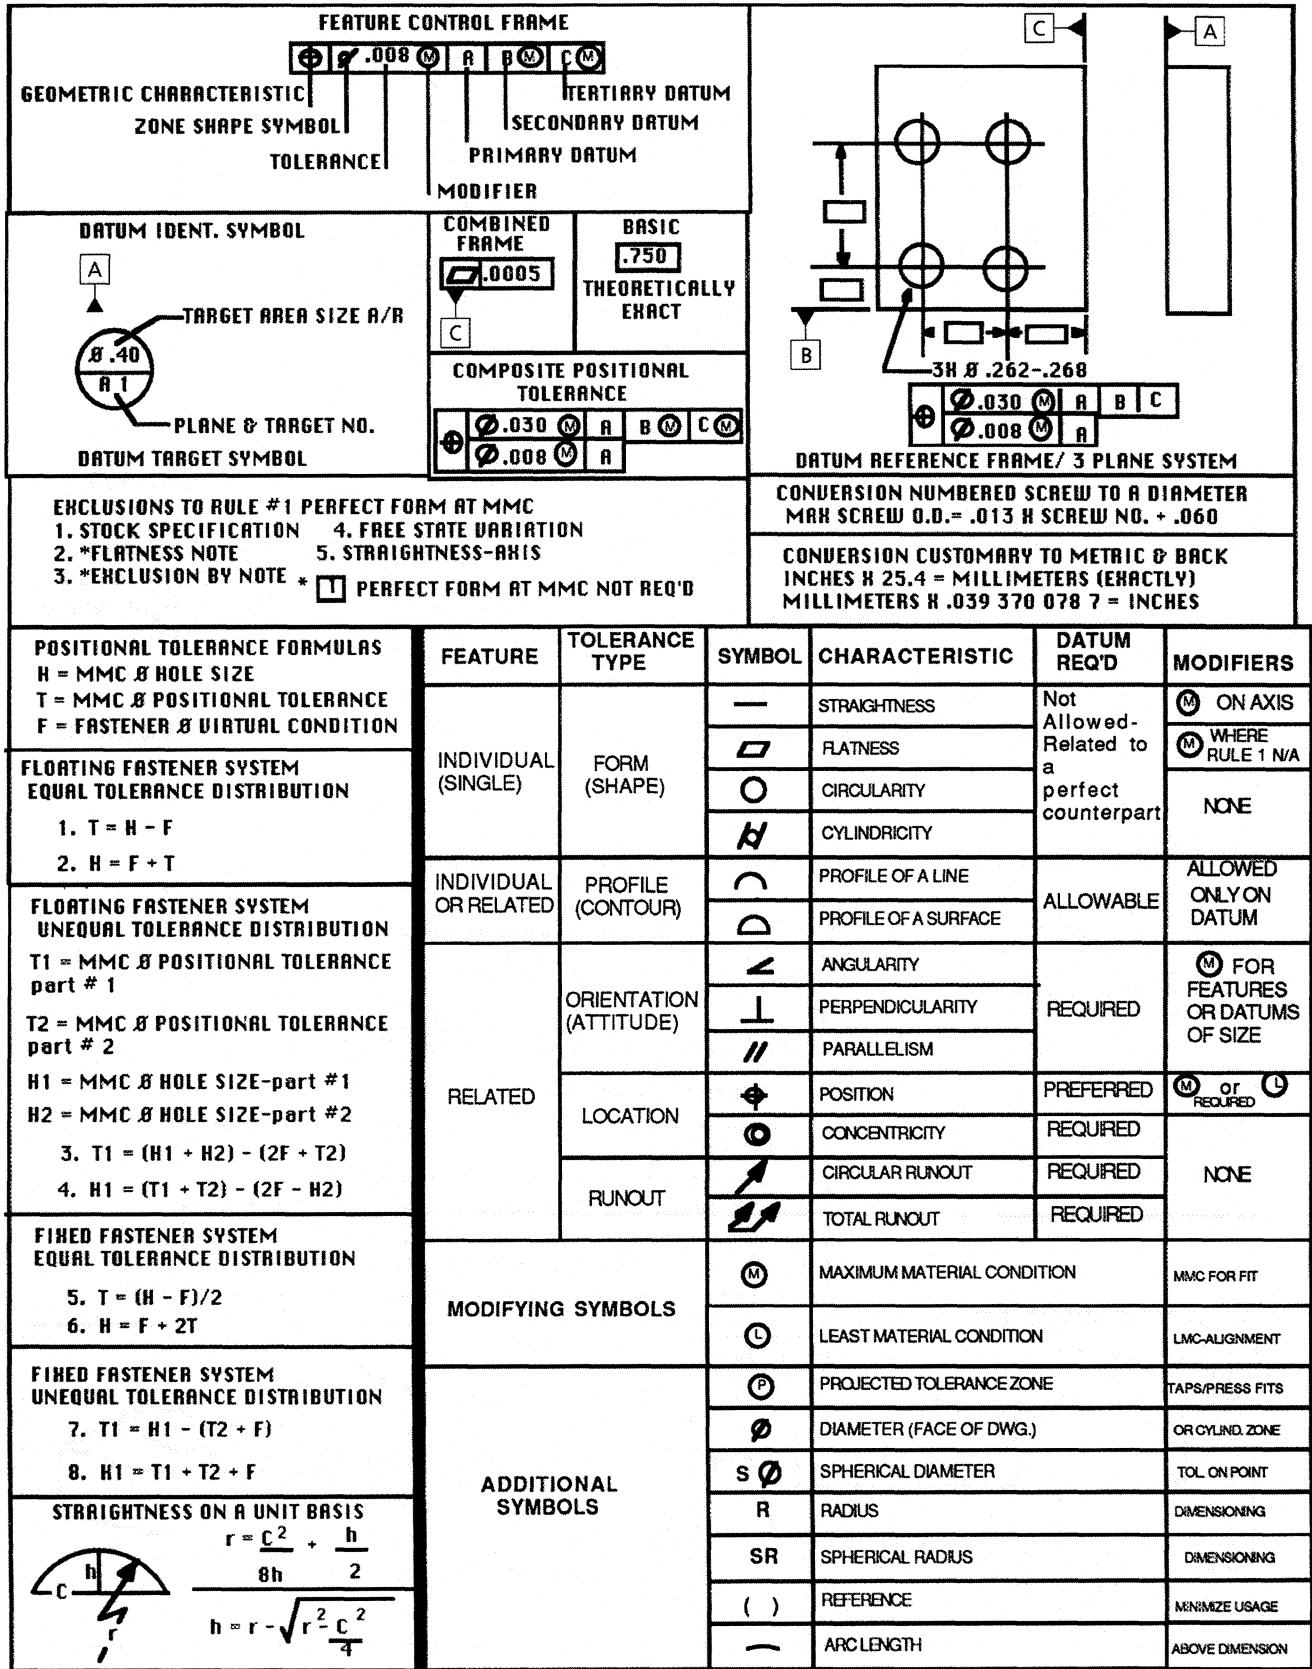 FEATURE CONTROL FRAME
⌖ Ø .008 Ⓜ A B Ⓜ C Ⓜ
GEOMETRIC CHARACTERISTIC
TERTIARY DATUM
ZONE SHAPE SYMBOL
SECONDARY DATUM
TOLERANCE
PRIMARY DATUM
MODIFIER
DATUM IDENT. SYMBOL
A
TARGET AREA SIZE A/R
Ø .40
A 1
PLANE & TARGET NO.
DATUM TARGET SYMBOL
COMBINED
FRAME
.0005
C
BASIC
.750
THEORETICALLY
EXACT
COMPOSITE POSITIONAL
TOLERANCE
⌖ Ø.030 Ⓜ A B Ⓜ C Ⓜ
Ø.008 Ⓜ A
C
A
B
3X Ø .262-.268
⌖ Ø.030 Ⓜ A B C
Ø.008 Ⓜ A
DATUM REFERENCE FRAME/ 3 PLANE SYSTEM
EXCLUSIONS TO RULE #1 PERFECT FORM AT MMC
1. STOCK SPECIFICATION 4. FREE STATE VARIATION
2. *FLATNESS NOTE 5. STRAIGHTNESS-AXIS
3. *EXCLUSION BY NOTE * 1 PERFECT FORM AT MMC NOT REQ'D
CONVERSION NUMBERED SCREW TO A DIAMETER
MAX SCREW O.D.= .013 X SCREW NO. + .060
CONVERSION CUSTOMARY TO METRIC & BACK
INCHES X 25.4 = MILLIMETERS (EXACTLY)
MILLIMETERS X .039 370 078 7 = INCHES
POSITIONAL TOLERANCE FORMULAS
H = MMC Ø HOLE SIZE
T = MMC Ø POSITIONAL TOLERANCE
F = FASTENER Ø VIRTUAL CONDITION
FLOATING FASTENER SYSTEM
EQUAL TOLERANCE DISTRIBUTION
1. T = H - F
2. H = F + T
FLOATING FASTENER SYSTEM
UNEQUAL TOLERANCE DISTRIBUTION
T1 = MMC Ø POSITIONAL TOLERANCE
part # 1
T2 = MMC Ø POSITIONAL TOLERANCE
part # 2
H1 = MMC Ø HOLE SIZE-part #1
H2 = MMC Ø HOLE SIZE-part #2
3. T1 = (H1 + H2) - (2F + T2)
4. H1 = (T1 + T2) - (2F - H2)
FIXED FASTENER SYSTEM
EQUAL TOLERANCE DISTRIBUTION
5. T = (H - F)/2
6. H = F + 2T
FIXED FASTENER SYSTEM
UNEQUAL TOLERANCE DISTRIBUTION
7. T1 = H1 - (T2 + F)
8. H1 = T1 + T2 + F
STRAIGHTNESS ON A UNIT BASIS
r = C²/8h + h/2
h
C
r
h = r - √r² - C²/4
FEATURE TOLERANCE TYPE SYMBOL CHARACTERISTIC DATUM REQ'D MODIFIERS
INDIVIDUAL
(SINGLE)
FORM
(SHAPE)
STRAIGHTNESS
FLATNESS
CIRCULARITY
CYLINDRICITY
Not
Allowed-
Related to
a
perfect
counterpart
Ⓜ ON AXIS
Ⓜ WHERE
RULE 1 N/A
NONE
INDIVIDUAL
OR RELATED
PROFILE
(CONTOUR)
PROFILE OF A LINE
PROFILE OF A SURFACE
ALLOWABLE
ALLOWED
ONLY ON
DATUM
RELATED
ORIENTATION
(ATTITUDE)
ANGULARITY
PERPENDICULARITY
PARALLELISM
REQUIRED
Ⓜ FOR
FEATURES
OR DATUMS
OF SIZE
LOCATION
POSITION PREFERRED Ⓜ or Ⓛ
REQUIRED
CONCENTRICITY REQUIRED
RUNOUT
CIRCULAR RUNOUT REQUIRED
TOTAL RUNOUT REQUIRED
NONE
MODIFYING SYMBOLS
Ⓜ MAXIMUM MATERIAL CONDITION MMC FOR FIT
Ⓛ LEAST MATERIAL CONDITION LMC-ALIGNMENT
ADDITIONAL
SYMBOLS
Ⓟ PROJECTED TOLERANCE ZONE TAPS/PRESS FITS
Ø DIAMETER (FACE OF DWG.) OR CYLIND. ZONE
S Ø SPHERICAL DIAMETER TOL. ON POINT
R RADIUS DIMENSIONING
SR SPHERICAL RADIUS DIMENSIONING
( ) REFERENCE MINIMIZE USAGE
ARC LENGTH ABOVE DIMENSION